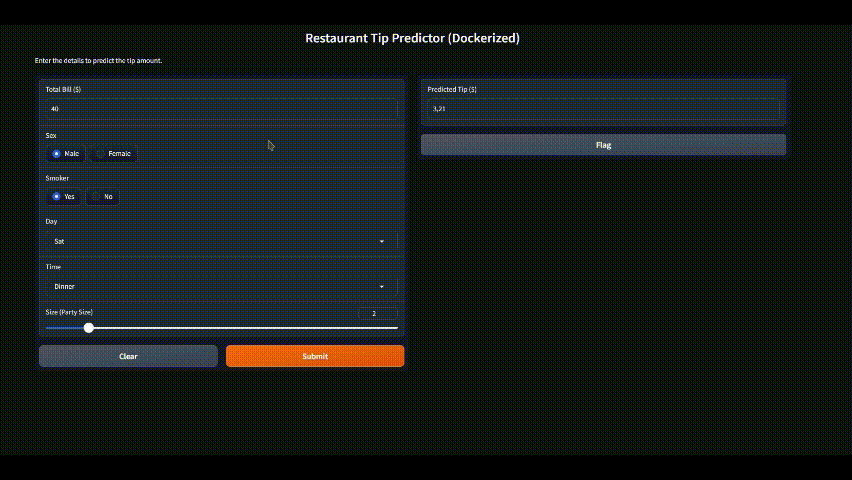 Restaurant Tip Predictor (Dockerized)
Enter the details to predict the tip amount.
Total Bill ($)
40
Sex
Male Female
Smoker
Yes No
Day
Sat
Time
Dinner
Size (Party Size) 2
Clear Submit
Predicted Tip ($)
3,21
Flag